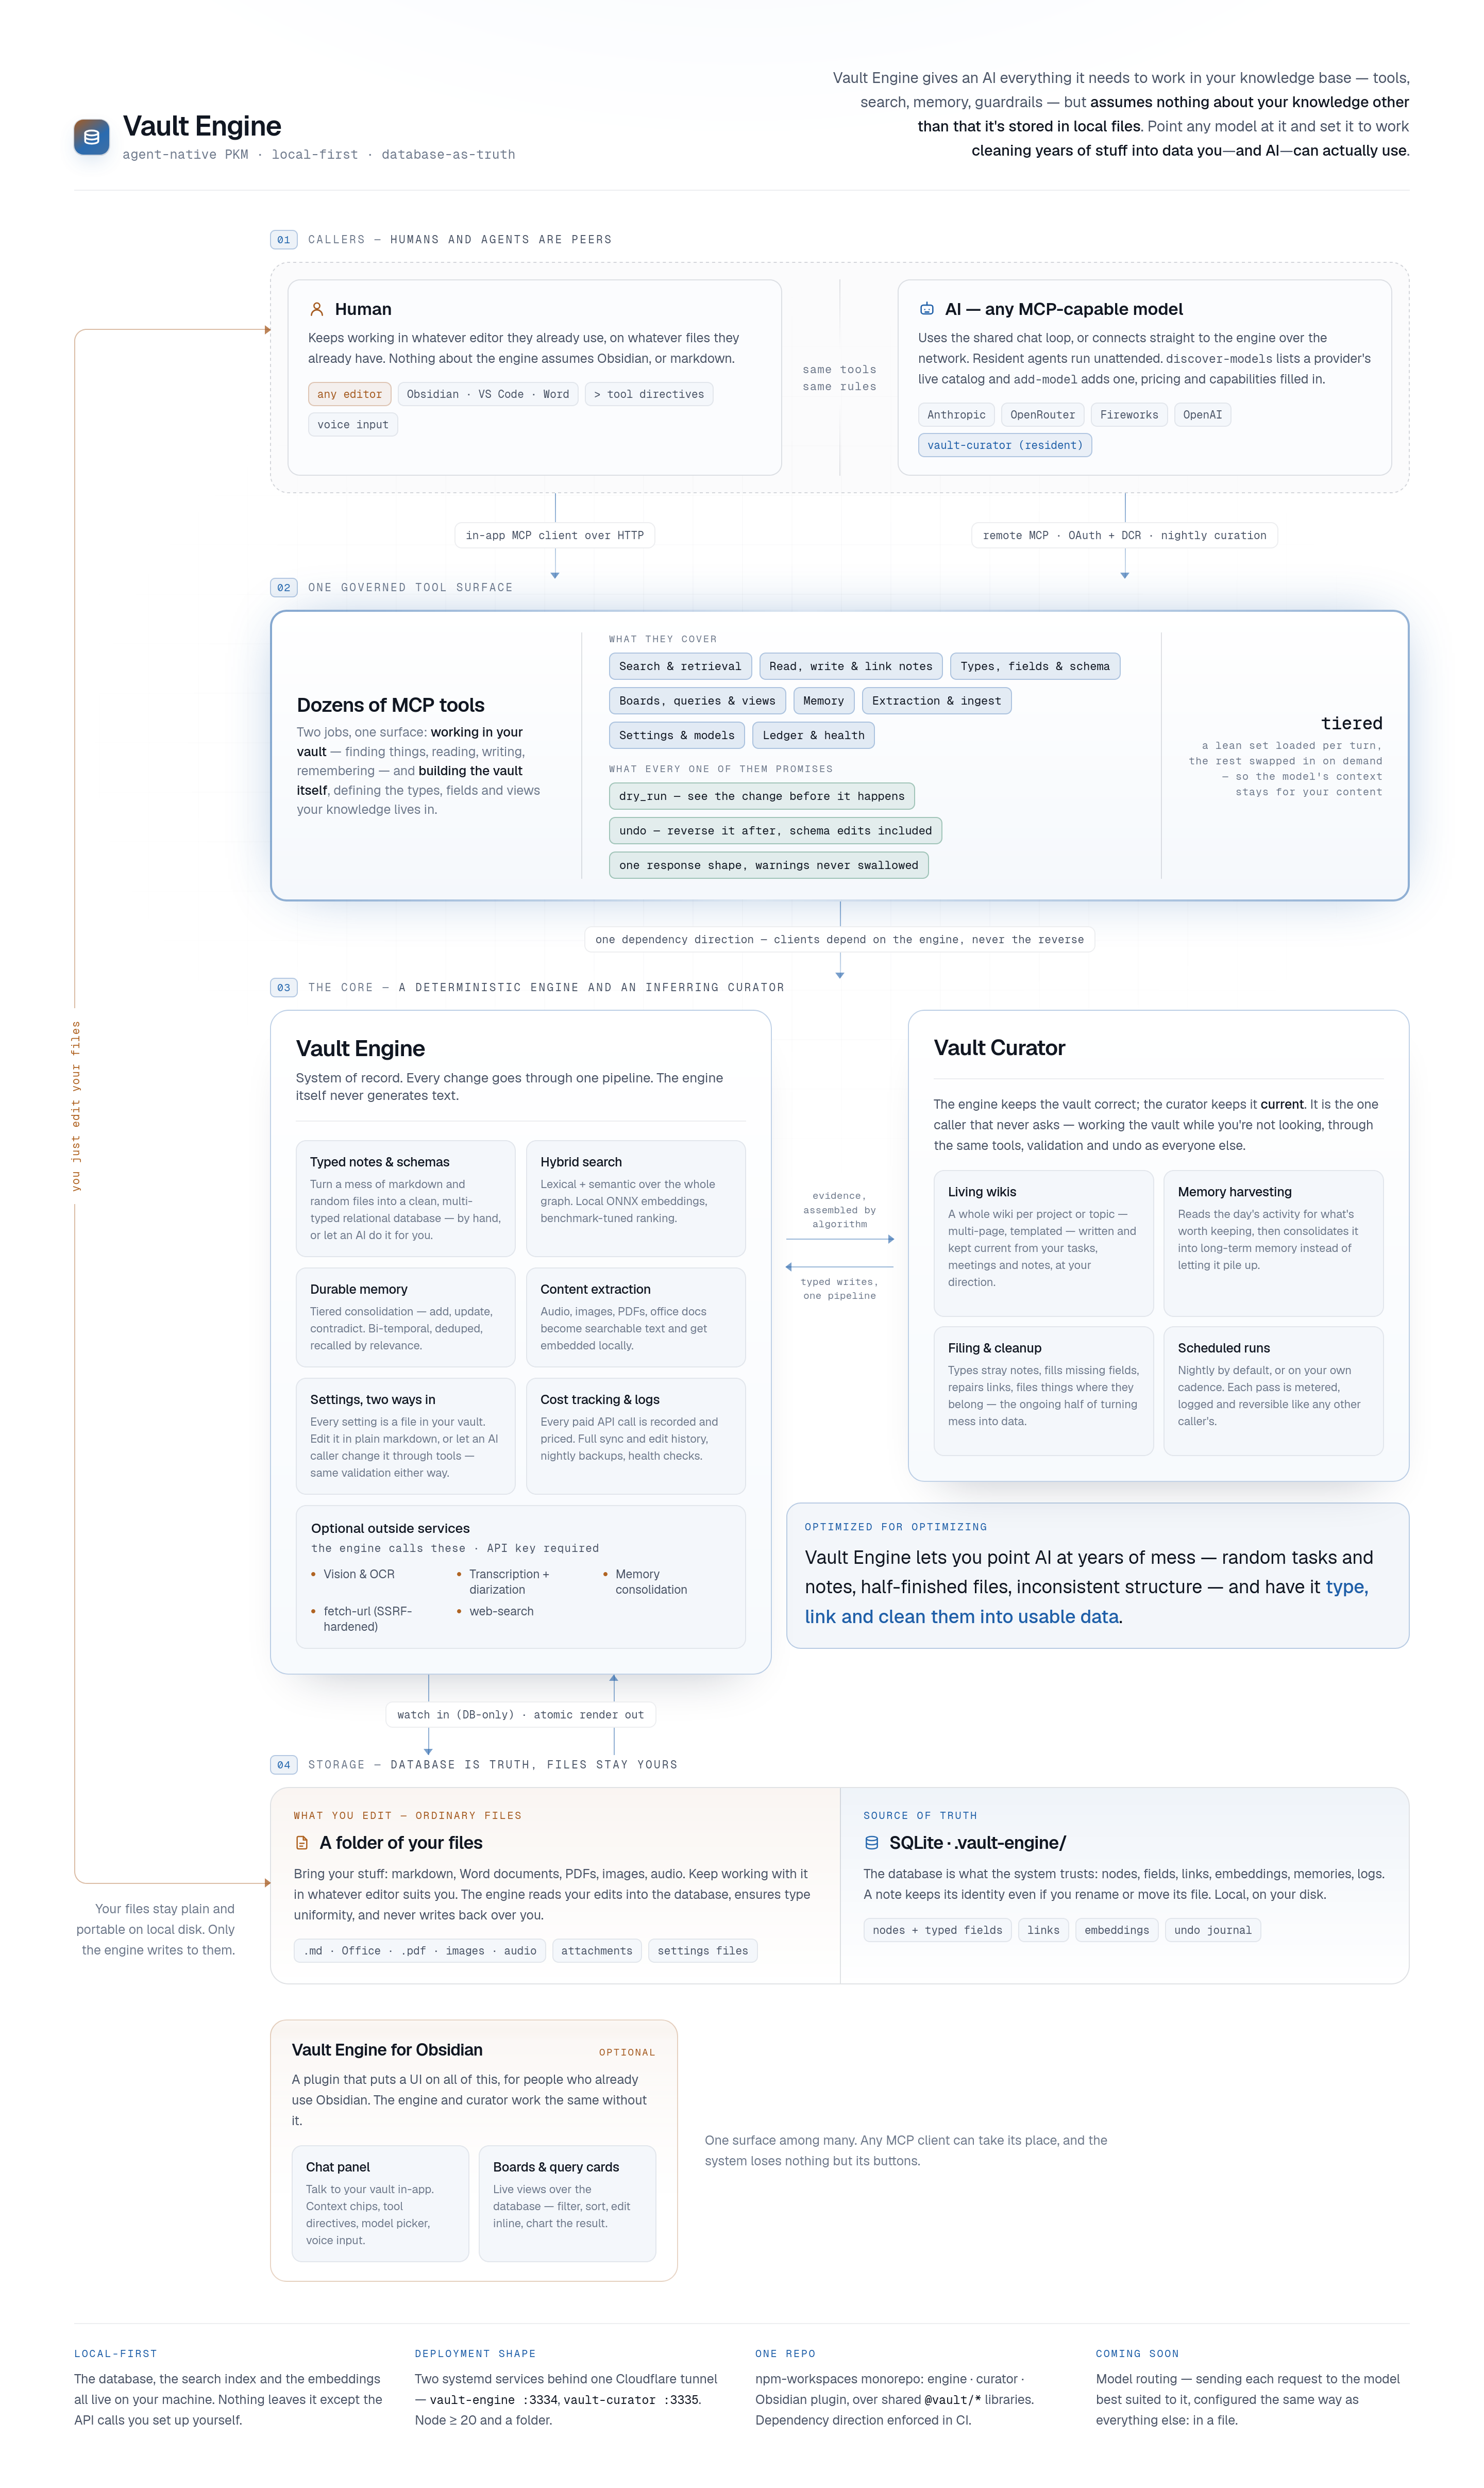 Vault Engine
agent-native PKM · local-first · database-as-truth
Vault Engine gives an AI everything it needs to work in your knowledge base — tools,
search, memory, guardrails — but assumes nothing about your knowledge other
than that it's stored in local files. Point any model at it and set it to work
cleaning years of stuff into data you—and AI—can actually use.
01 CALLERS — HUMANS AND AGENTS ARE PEERS
Human
Keeps working in whatever editor they already use, on whatever files they
already have. Nothing about the engine assumes Obsidian, or markdown.
any editor
Obsidian · VS Code · Word
> tool directives
voice input
same tools
same rules
AI — any MCP-capable model
Uses the shared chat loop, or connects straight to the engine over the
network. Resident agents run unattended. discover-models lists a provider's
live catalog and add-model adds one, pricing and capabilities filled in.
Anthropic
OpenRouter
Fireworks
OpenAI
vault-curator (resident)
in-app MCP client over HTTP
remote MCP · OAuth + DCR · nightly curation
02 ONE GOVERNED TOOL SURFACE
Dozens of MCP tools
Two jobs, one surface: working in your
vault — finding things, reading, writing,
remembering — and building the vault
itself, defining the types, fields and views
your knowledge lives in.
WHAT THEY COVER
Search & retrieval
Read, write & link notes
Types, fields & schema
Boards, queries & views
Memory
Extraction & ingest
Settings & models
Ledger & health
WHAT EVERY ONE OF THEM PROMISES
dry_run — see the change before it happens
undo — reverse it after, schema edits included
one response shape, warnings never swallowed
tiered
a lean set loaded per turn,
the rest swapped in on demand
— so the model's context
stays for your content
one dependency direction — clients depend on the engine, never the reverse
03 THE CORE — A DETERMINISTIC ENGINE AND AN INFERRING CURATOR
you just edit your files
Vault Engine
System of record. Every change goes through one pipeline. The engine
itself never generates text.
Typed notes & schemas
Turn a mess of markdown and
random files into a clean, multi-
typed relational database — by hand,
or let an AI do it for you.
Hybrid search
Lexical + semantic over the whole
graph. Local ONNX embeddings,
benchmark-tuned ranking.
Durable memory
Tiered consolidation — add, update,
contradict. Bi-temporal, deduped,
recalled by relevance.
Content extraction
Audio, images, PDFs, office docs
become searchable text and get
embedded locally.
Settings, two ways in
Every setting is a file in your vault.
Edit it in plain markdown, or let an AI
caller change it through tools —
same validation either way.
Cost tracking & logs
Every paid API call is recorded and
priced. Full sync and edit history,
nightly backups, health checks.
Optional outside services
the engine calls these · API key required
Vision & OCR
Transcription +
diarization
Memory
consolidation
fetch-url (SSRF-
hardened)
web-search
evidence,
assembled by
algorithm
typed writes,
one pipeline
Vault Curator
The engine keeps the vault correct; the curator keeps it current. It is the one
caller that never asks — working the vault while you're not looking, through
the same tools, validation and undo as everyone else.
Living wikis
A whole wiki per project or topic —
multi-page, templated — written and
kept current from your tasks,
meetings and notes, at your
direction.
Memory harvesting
Reads the day's activity for what's
worth keeping, then consolidates it
into long-term memory instead of
letting it pile up.
Filing & cleanup
Types stray notes, fills missing fields,
repairs links, files things where they
belong — the ongoing half of turning
mess into data.
Scheduled runs
Nightly by default, or on your own
cadence. Each pass is metered,
logged and reversible like any other
caller's.
OPTIMIZED FOR OPTIMIZING
Vault Engine lets you point AI at years of mess — random tasks and
notes, half-finished files, inconsistent structure — and have it type,
link and clean them into usable data.
watch in (DB-only) · atomic render out
04 STORAGE — DATABASE IS TRUTH, FILES STAY YOURS
WHAT YOU EDIT — ORDINARY FILES
A folder of your files
Bring your stuff: markdown, Word documents, PDFs, images, audio. Keep working with it
in whatever editor suits you. The engine reads your edits into the database, ensures type
uniformity, and never writes back over you.
.md · Office · .pdf · images · audio
attachments
settings files
SOURCE OF TRUTH
SQLite · .vault-engine/
The database is what the system trusts: nodes, fields, links, embeddings, memories, logs.
A note keeps its identity even if you rename or move its file. Local, on your disk.
nodes + typed fields
links
embeddings
undo journal
Your files stay plain and
portable on local disk. Only
the engine writes to them.
Vault Engine for Obsidian
OPTIONAL
A plugin that puts a UI on all of this, for people who already
use Obsidian. The engine and curator work the same without
it.
Chat panel
Talk to your vault in-app.
Context chips, tool
directives, model picker,
voice input.
Boards & query cards
Live views over the
database — filter, sort, edit
inline, chart the result.
One surface among many. Any MCP client can take its place, and the
system loses nothing but its buttons.
LOCAL-FIRST
The database, the search index and the embeddings
all live on your machine. Nothing leaves it except the
API calls you set up yourself.
DEPLOYMENT SHAPE
Two systemd services behind one Cloudflare tunnel
— vault-engine :3334, vault-curator :3335.
Node ≥ 20 and a folder.
ONE REPO
npm-workspaces monorepo: engine · curator ·
Obsidian plugin, over shared @vault/* libraries.
Dependency direction enforced in CI.
COMING SOON
Model routing — sending each request to the model
best suited to it, configured the same way as
everything else: in a file.